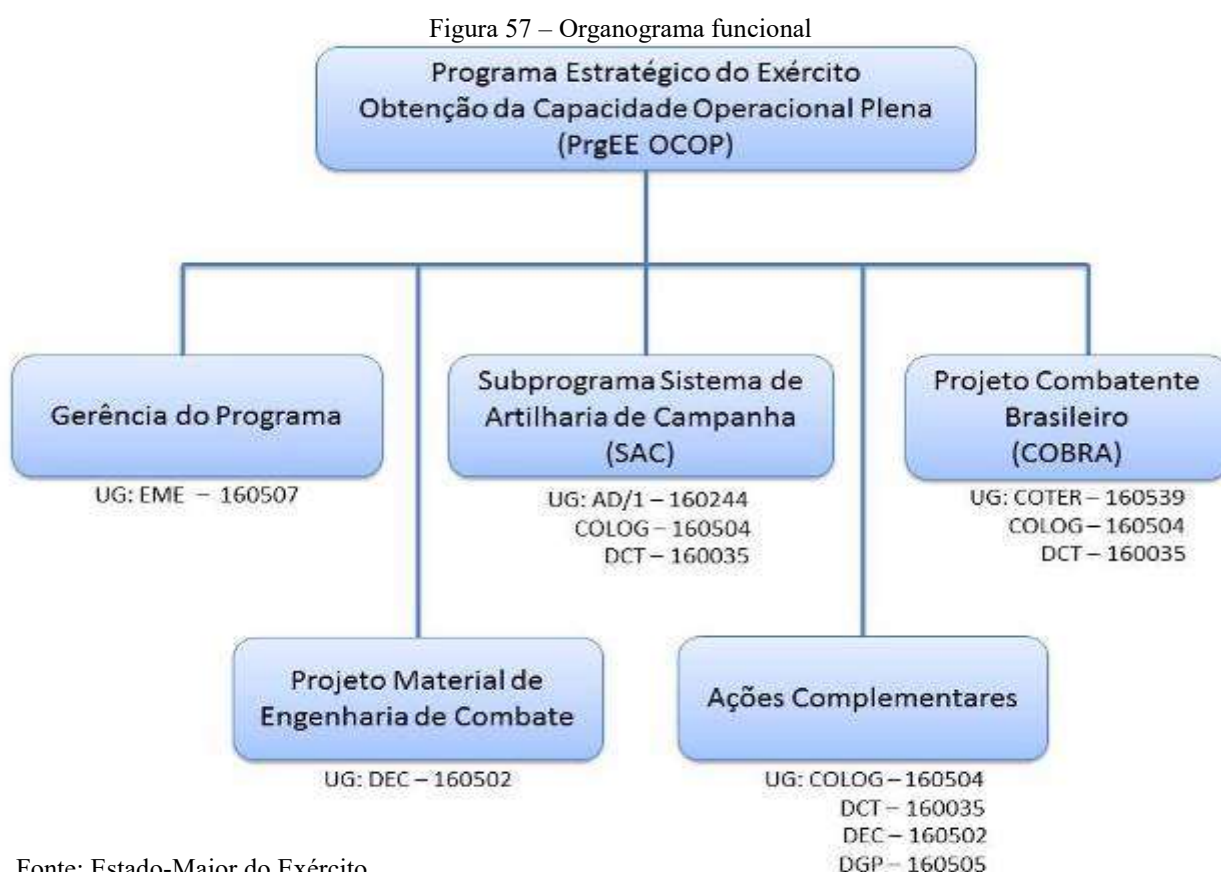 Figura 57 – Organograma funcional
Programa Estratégico do Exército
Obtenção da Capacidade Operacional Plena
(PrgEE OCOP)
Gerência do Programa
UG: EME – 160507
Subprograma Sistema de
Artilharia de Campanha
(SAC)
UG: AD/1 – 160244
COLOG – 160504
DCT – 160035
Projeto Combatente
Brasileiro
(COBRA)
UG: COTER – 160539
COLOG – 160504
DCT – 160035
Projeto Material de
Engenharia de Combate
UG: DEC – 160502
Ações Complementares
UG: COLOG – 160504
DCT – 160035
DEC – 160502
DGP – 160505
Fonte: Estado-Maior do Exército